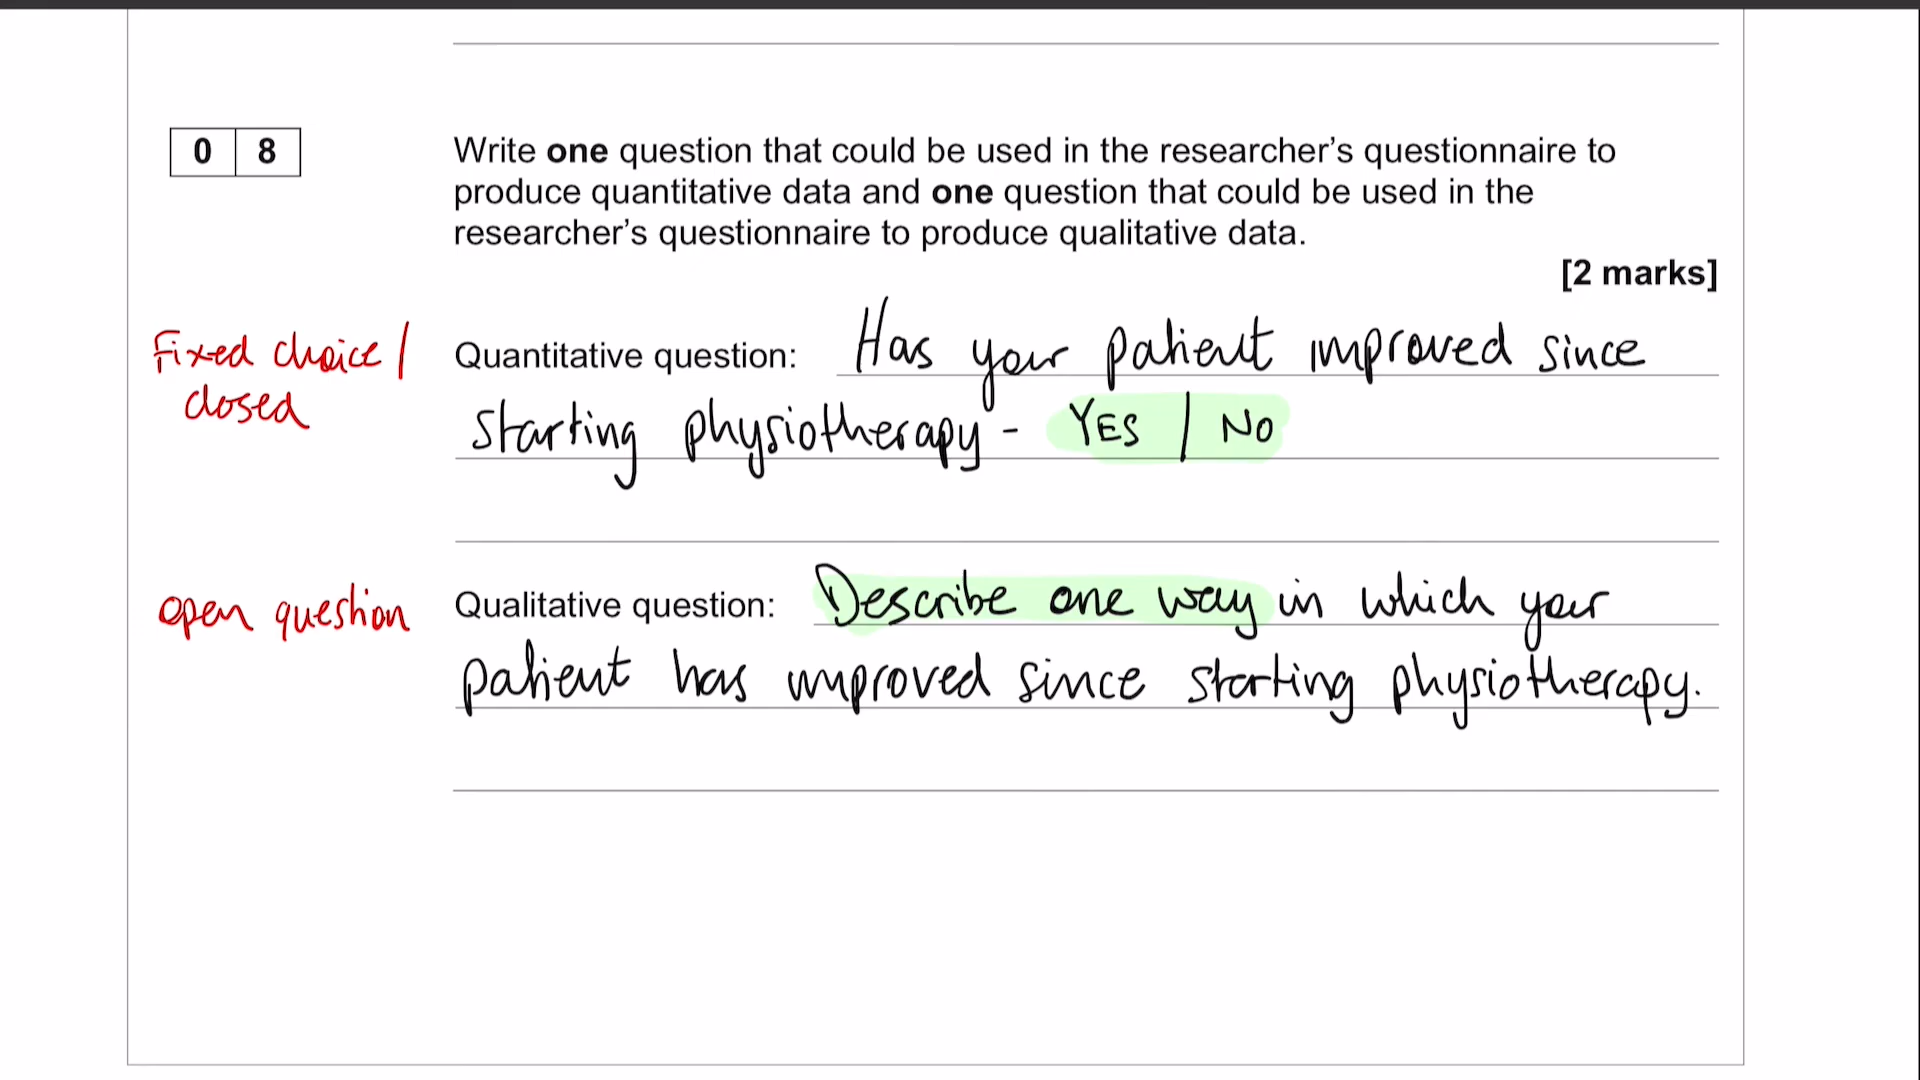 0 8
Write one question that could be used in the researcher’s questionnaire to
produce quantitative data and one question that could be used in the
researcher’s questionnaire to produce qualitative data.
[2 marks]
Fixed choice /
closed
Quantitative question: Has your patient improved since
starting physiotherapy - YES / NO
open question
Qualitative question: Describe one way in which your
patient has improved since starting physiotherapy.